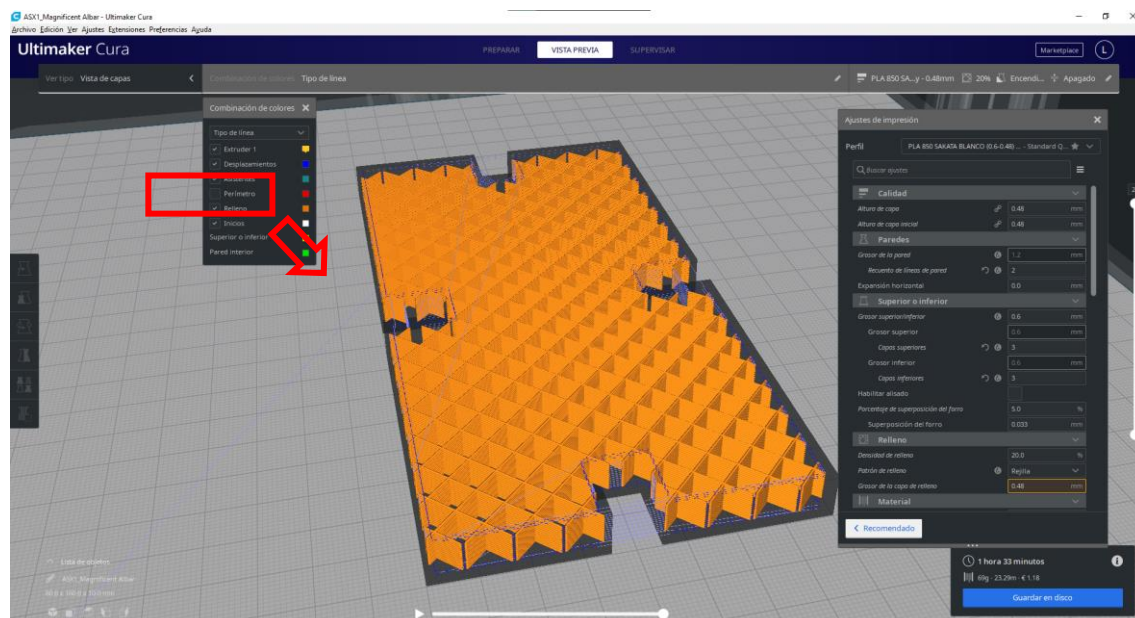 ASX1_Magnificent Albar - Ultimaker Cura
Archivo Edición Ver Ajustes Extensiones Preferencias Ayuda
Ultimaker Cura
PREPARAR VISTA PREVIA SUPERVISAR
Marketplace L
Ver tipo Vista de capas
Combinación de colores Tipo de línea
PLA 850 SA...y - 0.48mm 20% Encendi... Apagado
Combinación de colores
Tipo de línea
Extruder 1
Desplazamientos
Asistentes
Perímetro
Relleno
Inicios
Superior o inferior
Pared interior
Ajustes de impresión
Perfil PLA 850 SAKATA BLANCO (0.6-0.48) ... - Standard Q...
Buscar ajustes
Calidad
Altura de capa 0.48 mm
Altura de capa inicial 0.48 mm
Paredes
Grosor de la pared 1.2 mm
Recuento de líneas de pared 2
Expansión horizontal 0.0 mm
Superior o inferior
Grosor superior/inferior 0.6 mm
Grosor superior 0.6 mm
Capas superiores 3
Grosor inferior 0.6 mm
Capas inferiores 3
Habilitar alisado
Porcentaje de superposición del forro 5.0 %
Superposición del forro 0.033 mm
Relleno
Densidad de relleno 20.0 %
Patrón de relleno Rejilla
Grosor de la capa de relleno 0.48 mm
Material
Recomendado
1 hora 33 minutos
69g · 23.29m · € 1.18
Guardar en disco
Lista de objetos
ASX1_Magnificent Albar